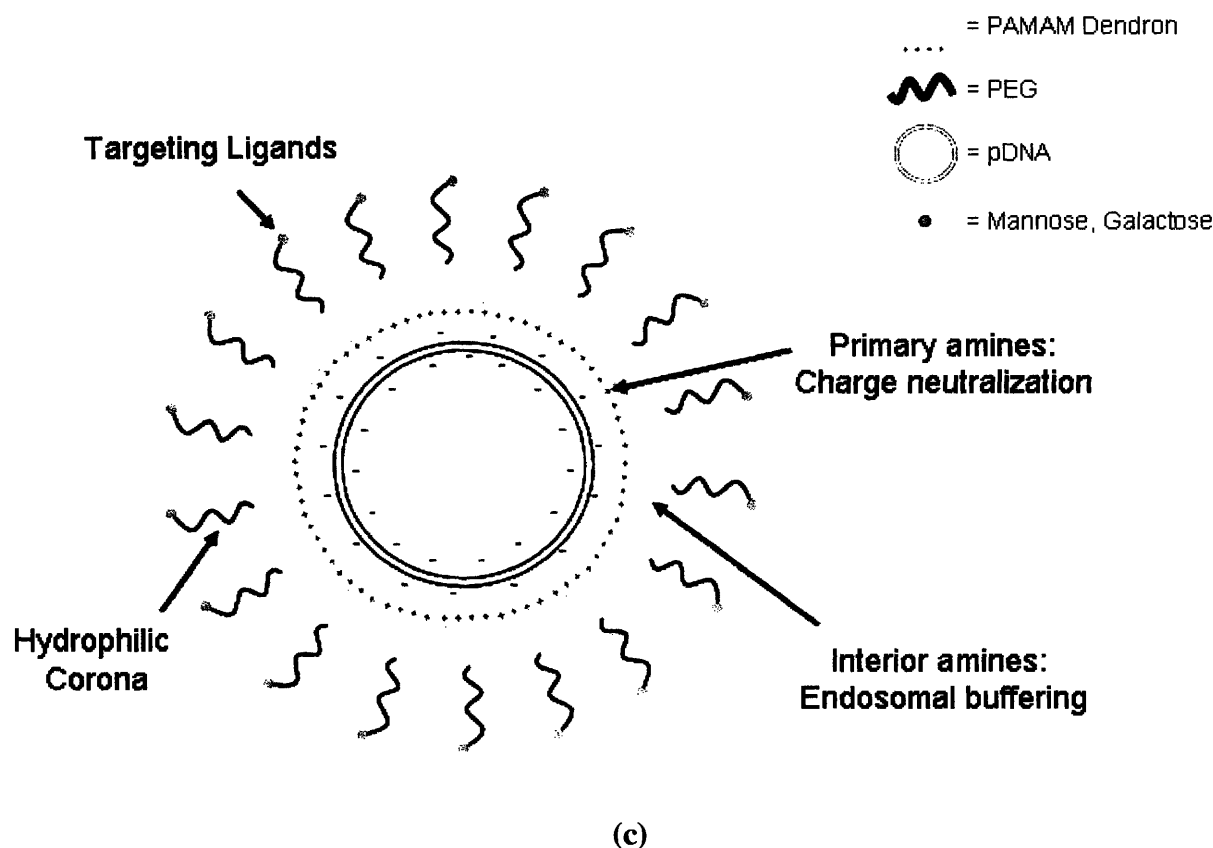 = PAMAM Dendron
= PEG
= pDNA
= Mannose, Galactose
Targeting Ligands
Primary amines:
Charge neutralization
Hydrophilic
Corona
Interior amines:
Endosomal buffering
(c)